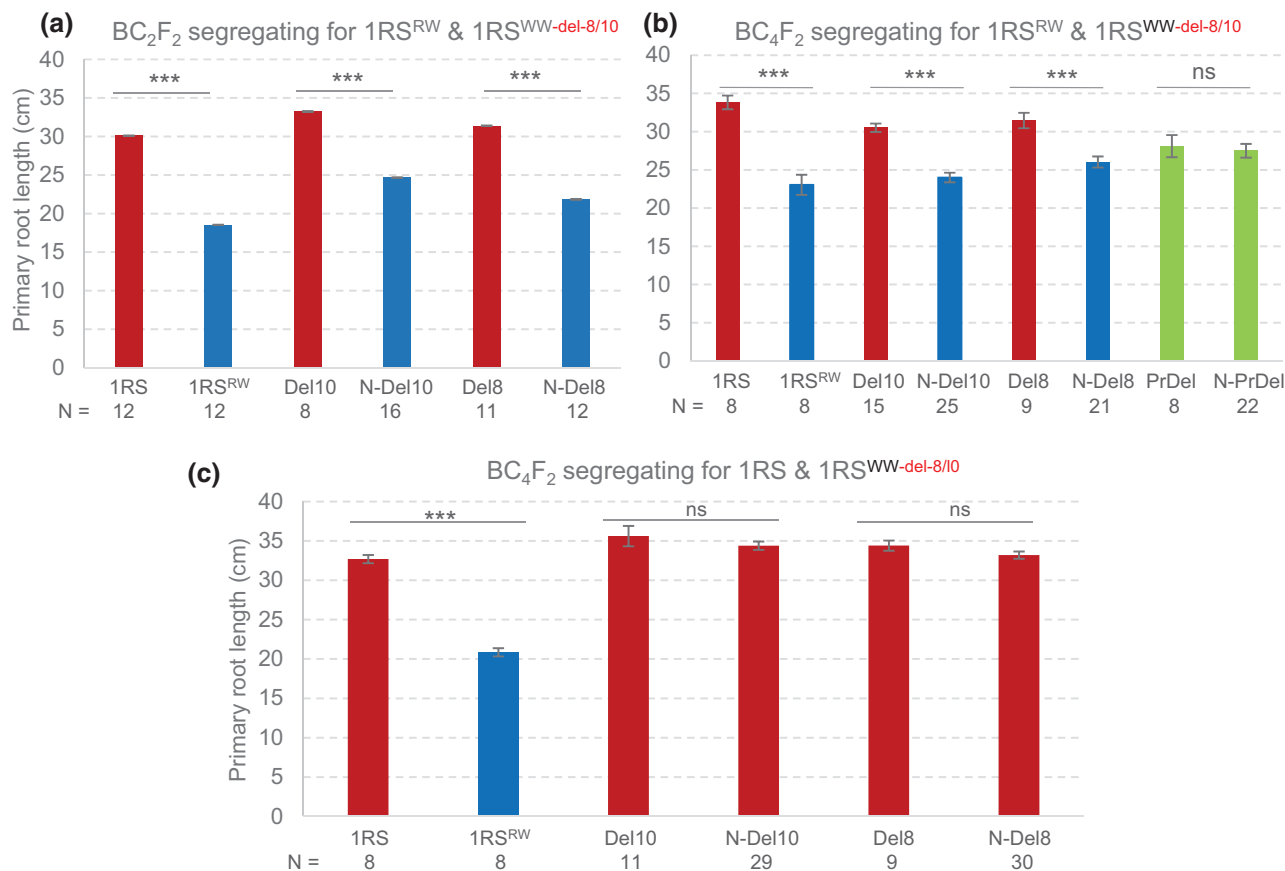 (a) BC₂F₂ segregating for 1RSᴿᵂ & 1RSᵂᵂ⁻ᵈᵉˡ⁻⁸/¹⁰
*** *** ***
Primary root length (cm)
40
35
30
25
20
15
10
5
0
1RS 1RSᴿᵂ Del10 N-Del10 Del8 N-Del8
N = 12 12 8 16 11 12
(b) BC₄F₂ segregating for 1RSᴿᵂ & 1RSᵂᵂ⁻ᵈᵉˡ⁻⁸/¹⁰
*** *** *** ns
40
35
30
25
20
15
10
5
0
1RS 1RSᴿᵂ Del10 N-Del10 Del8 N-Del8 PrDel N-PrDel
N = 8 8 15 25 9 21 8 22
(c) BC₄F₂ segregating for 1RS & 1RSᵂᵂ⁻ᵈᵉˡ⁻⁸/ˡ⁰
*** ns ns
Primary root length (cm)
40
35
30
25
20
15
10
5
0
1RS 1RSᴿᵂ Del10 N-Del10 Del8 N-Del8
N = 8 8 11 29 9 30